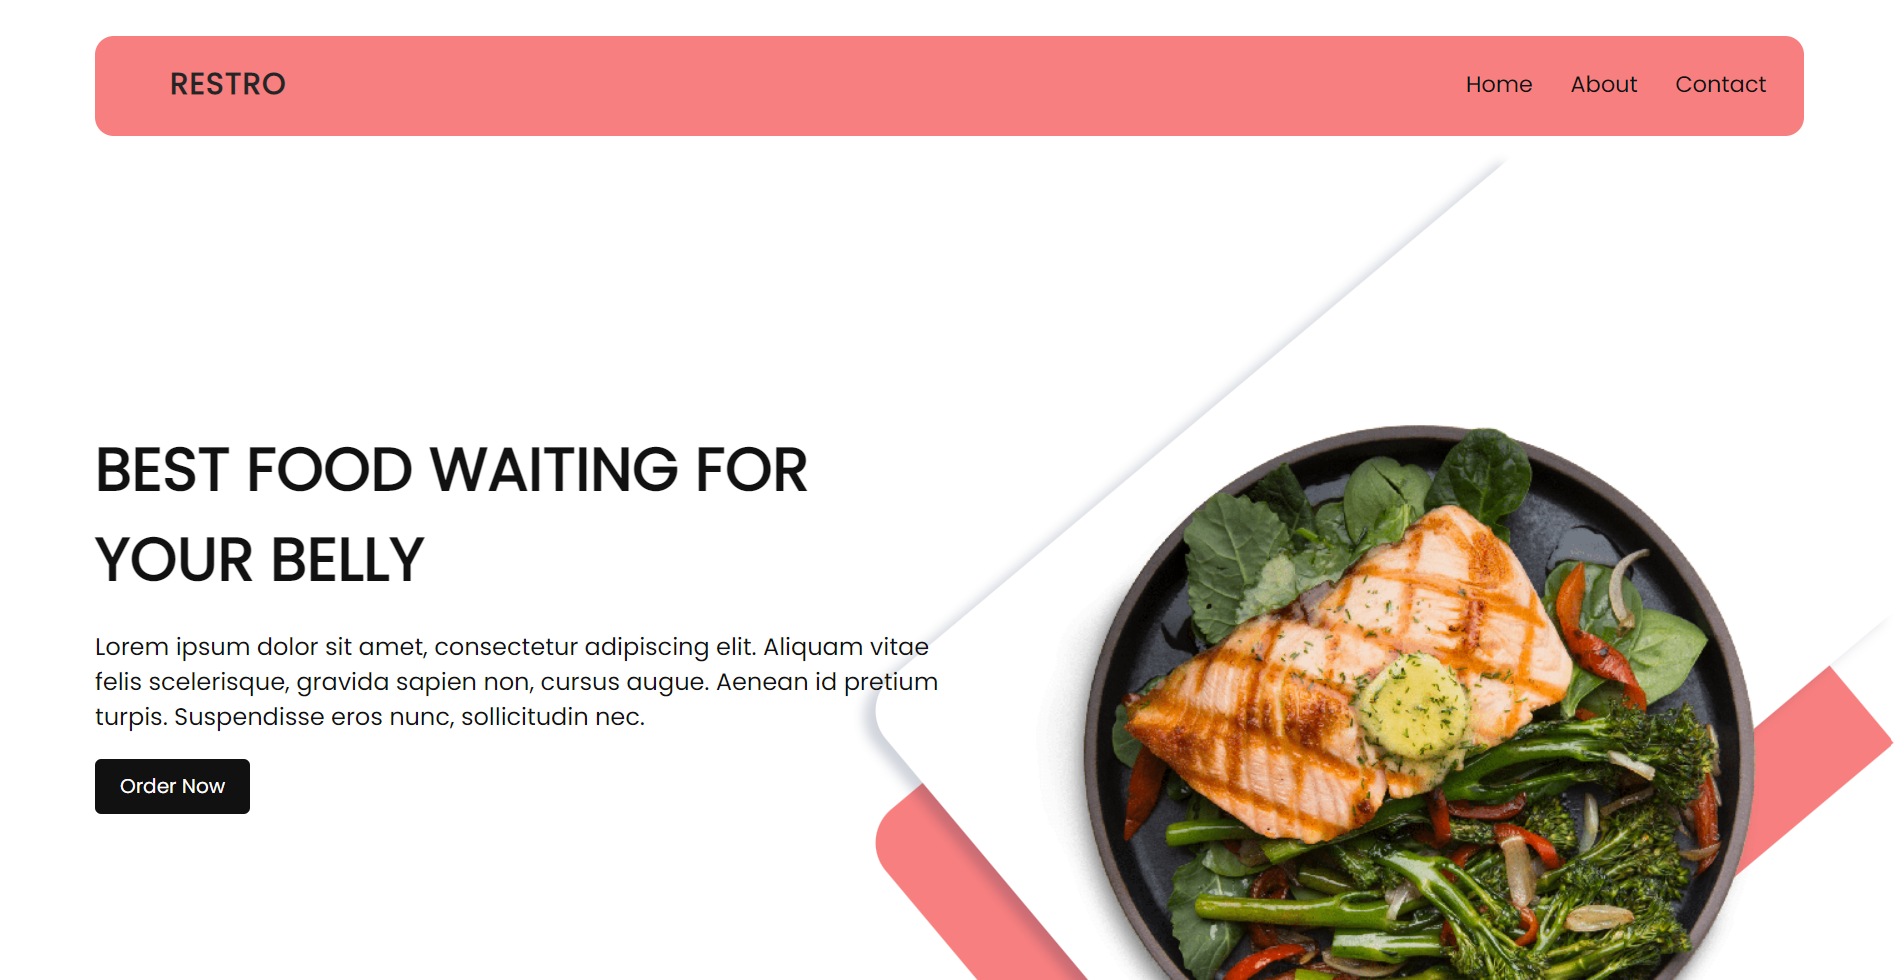 RESTRO
Home About Contact
BEST FOOD WAITING FOR
YOUR BELLY
Lorem ipsum dolor sit amet, consectetur adipiscing elit. Aliquam vitae
felis scelerisque, gravida sapien non, cursus augue. Aenean id pretium
turpis. Suspendisse eros nunc, sollicitudin nec.
Order Now